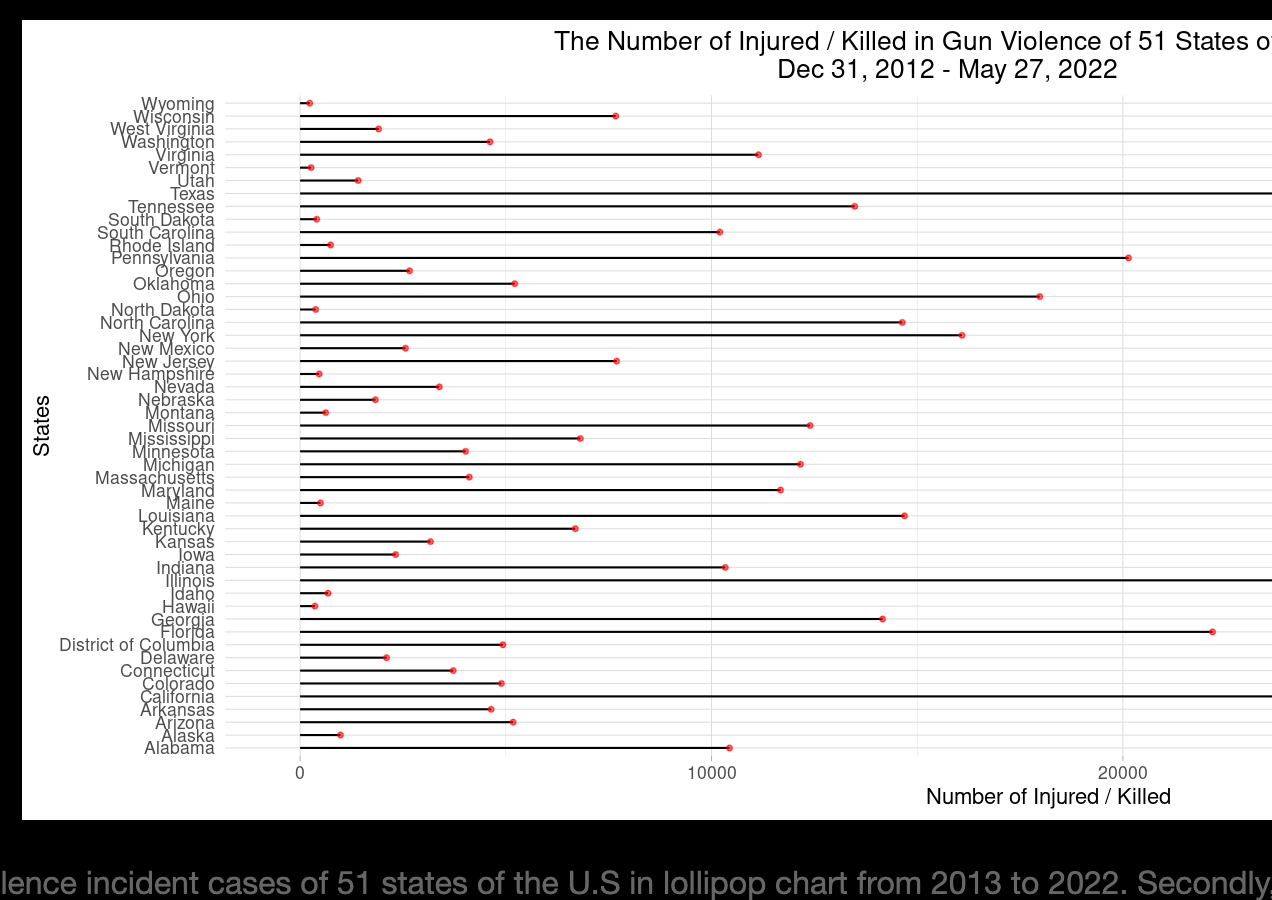 The Number of Injured / Killed in Gun Violence of 51 States
Dec 31, 2012 - May 27, 2022
States
Wyoming
Wisconsin
West Virginia
Washington
Virginia
Vermont
Utah
Texas
Tennessee
South Dakota
South Carolina
Rhode Island
Pennsylvania
Oregon
Oklahoma
Ohio
North Dakota
North Carolina
New York
New Mexico
New Jersey
New Hampshire
Nevada
Nebraska
Montana
Missouri
Mississippi
Minnesota
Michigan
Massachusetts
Maryland
Maine
Louisiana
Kentucky
Kansas
Iowa
Indiana
Illinois
Idaho
Hawaii
Georgia
Florida
District of Columbia
Delaware
Connecticut
Colorado
California
Arkansas
Arizona
Alaska
Alabama
0 10000 20000
Number of Injured / Killed
lence incident cases of 51 states of the U.S in lollipop chart from 2013 to 2022. Secondly,